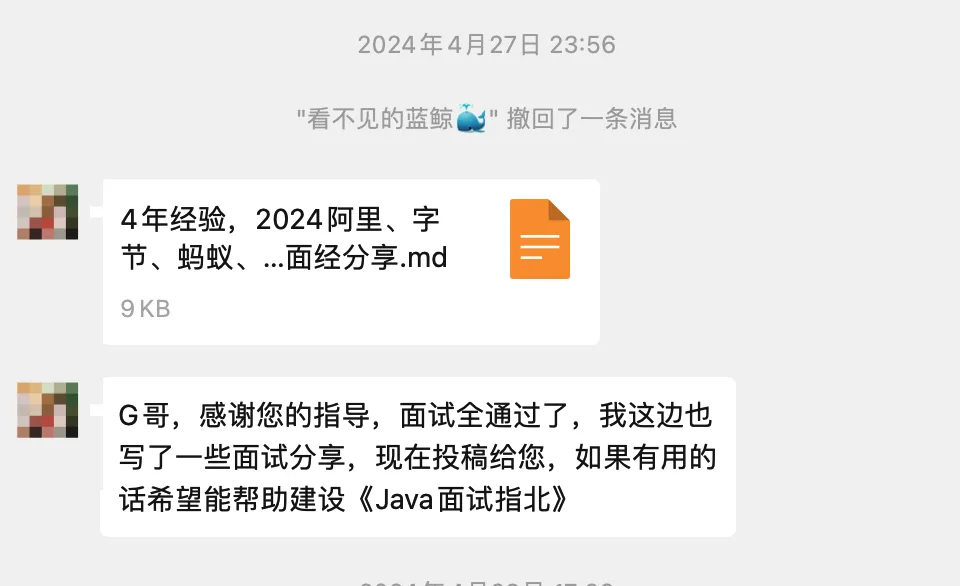 2024年4月27日 23:56
"看不见的蓝鲸🐳" 撤回了一条消息
4年经验，2024阿里、字
节、蚂蚁、...面经分享.md
9 KB
G哥，感谢您的指导，面试全通过了，我这边也
写了一些面试分享，现在投稿给您，如果有用的
话希望能帮助建设《Java面试指北》